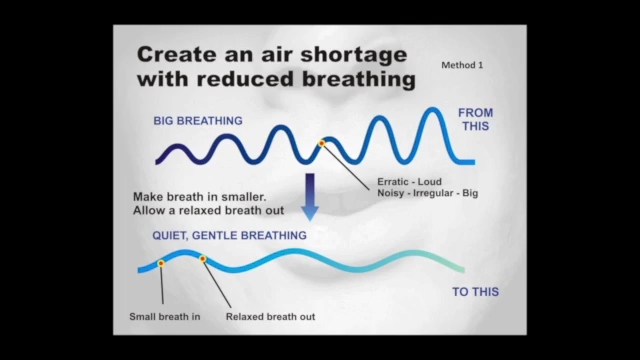 Create an air shortage
with reduced breathing
Method 1
BIG BREATHING
FROM
THIS
Erratic - Loud
Noisy - Irregular - Big
Make breath in smaller.
Allow a relaxed breath out
QUIET, GENTLE BREATHING
TO THIS
Small breath in
Relaxed breath out